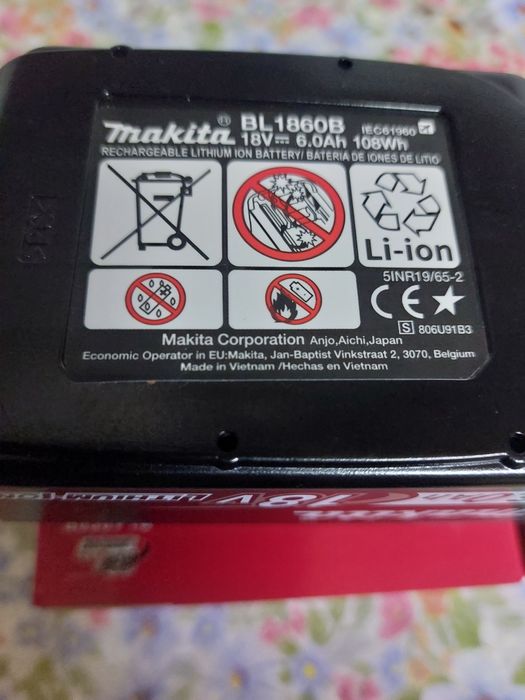 makita® BL1860B IEC61960
18V⎓ 6.0Ah 108Wh
RECHARGEABLE LITHIUM ION BATTERY/ BATERIA DE IONES DE LITIO
Li-ion
5INR19/65-2
CE
S 806U91B3
Makita Corporation Anjo,Aichi,Japan
Economic Operator in EU:Makita, Jan-Baptist Vinkstraat 2, 3070, Belgium
Made in Vietnam /Hechas en Vietnam
18V